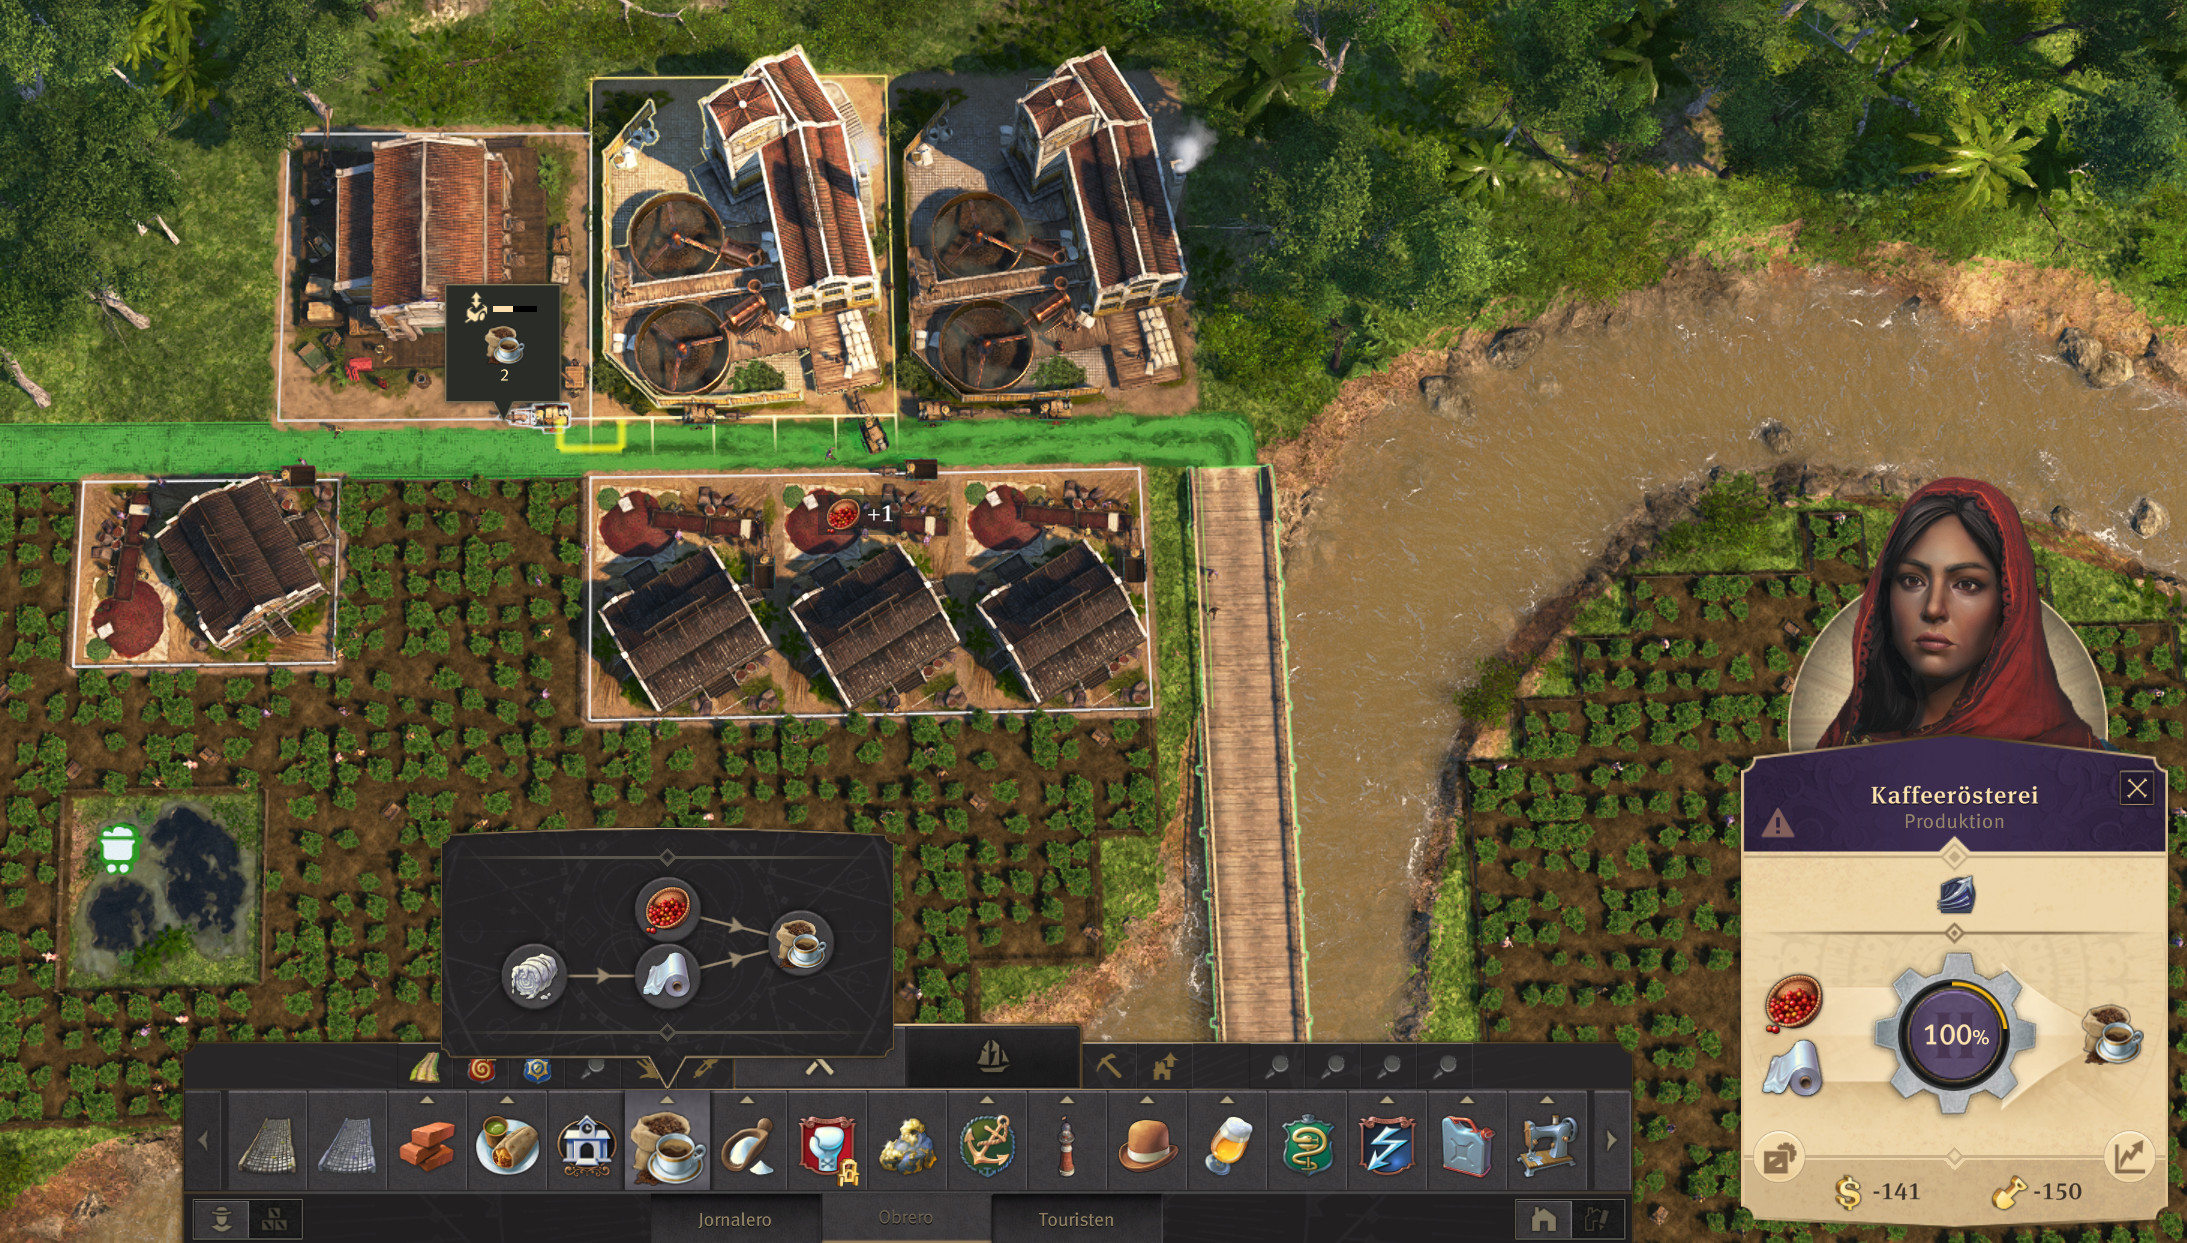 2
+1
Kaffeerösterei
Produktion
100%
-141
-150
Jornalero
Obrero
Touristen